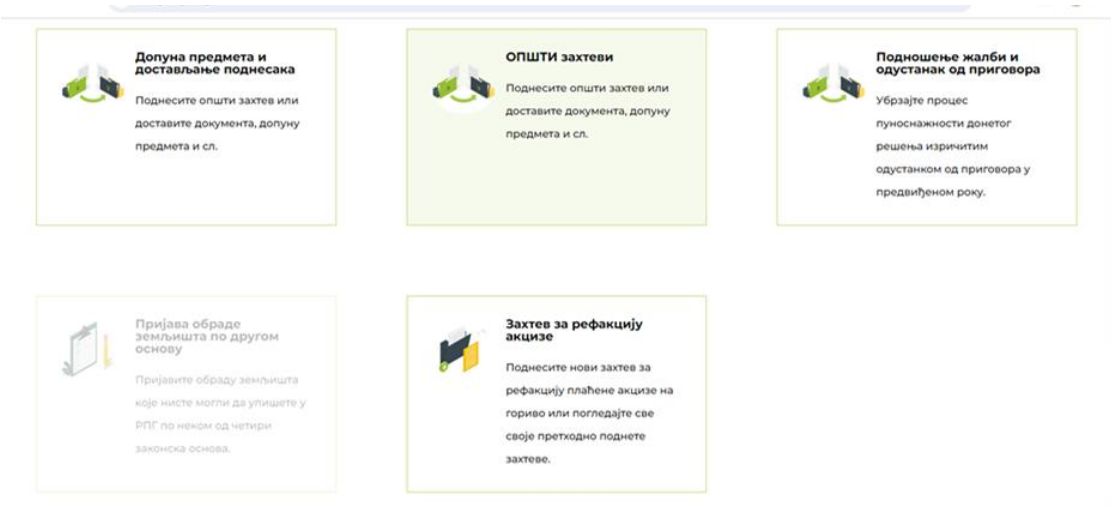 Допуна предмета и
достављање поднесака
Поднесите општи захтев или
доставите документа, допуну
предмета и сл.
ОПШТИ захтеви
Поднесите општи захтев или
доставите документа, допуну
предмета и сл.
Подношење жалби и
одустанак од приговора
Убрзајте процес
пуноснажности донетог
решења изричитим
одустанком од приговора у
предвиђеном року.
Пријава обраде
земљишта по другом
основу
Пријавите обраду земљишта
које нисте могли да упишете у
РПГ по неком од четири
законска основа.
Захтев за рефакцију
акцизе
Поднесите нови захтев за
рефакцију плаћене акцизе на
гориво или погледајте све
своје претходно поднете
захтеве.